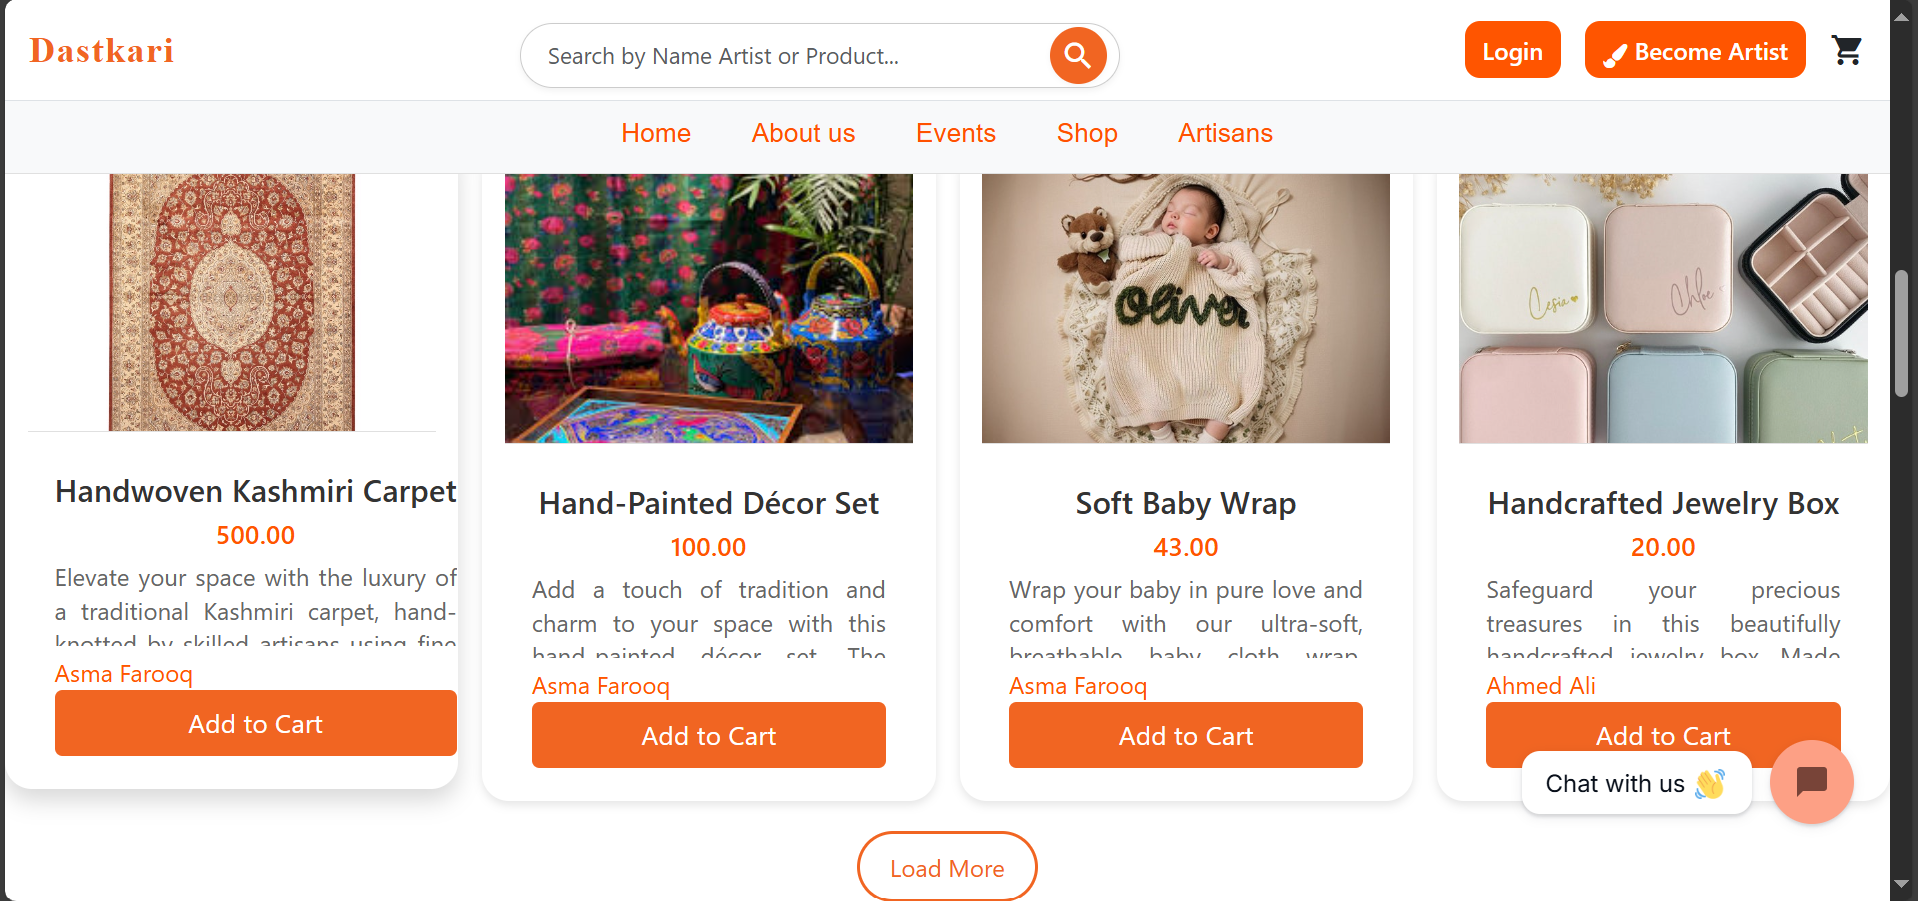 Dastkari
Search by Name Artist or Product...
Login
Become Artist
Home
About us
Events
Shop
Artisans
Oliver
Cesia
Chloe
Handwoven Kashmiri Carpet
500.00
Elevate your space with the luxury of
a traditional Kashmiri carpet, hand-
knotted by skilled artisans using fine
Asma Farooq
Add to Cart
Hand-Painted Décor Set
100.00
Add a touch of tradition and
charm to your space with this
hand-painted décor set. The
Asma Farooq
Add to Cart
Soft Baby Wrap
43.00
Wrap your baby in pure love and
comfort with our ultra-soft,
breathable baby cloth wrap.
Asma Farooq
Add to Cart
Handcrafted Jewelry Box
20.00
Safeguard your precious
treasures in this beautifully
handcrafted jewelry box. Made
Ahmed Ali
Add to Cart
Chat with us 👋
Load More